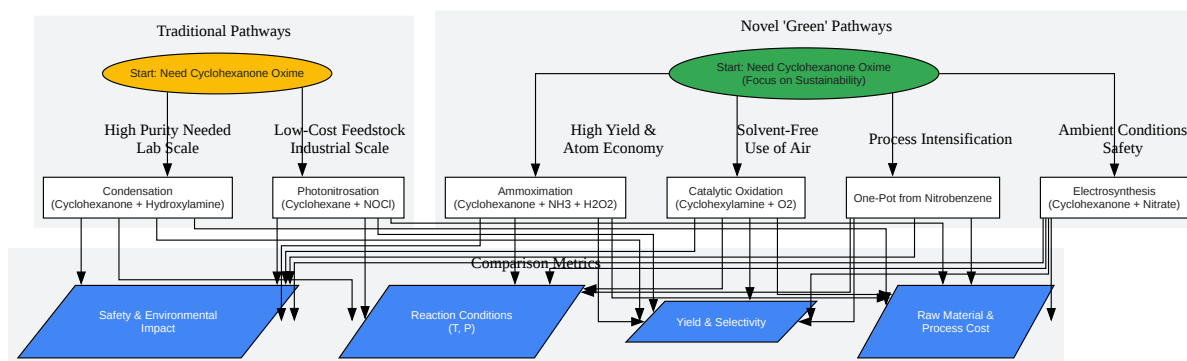 Traditional Pathways
Novel 'Green' Pathways
Start: Need Cyclohexanone Oxime
Start: Need Cyclohexanone Oxime
(Focus on Sustainability)
High Purity Needed
Lab Scale
Low-Cost Feedstock
Industrial Scale
High Yield &
Atom Economy
Solvent-Free
Use of Air
Process Intensification
Ambient Conditions
Safety
Condensation
(Cyclohexanone + Hydroxylamine)
Photonitrosation
(Cyclohexane + NOCl)
Ammoximation
(Cyclohexanone + NH3 + H2O2)
Catalytic Oxidation
(Cyclohexylamine + O2)
One-Pot from Nitrobenzene
Electrosynthesis
(Cyclohexanone + Nitrate)
Comparison Metrics
Safety & Environmental
Impact
Reaction Conditions
(T, P)
Yield & Selectivity
Raw Material &
Process Cost